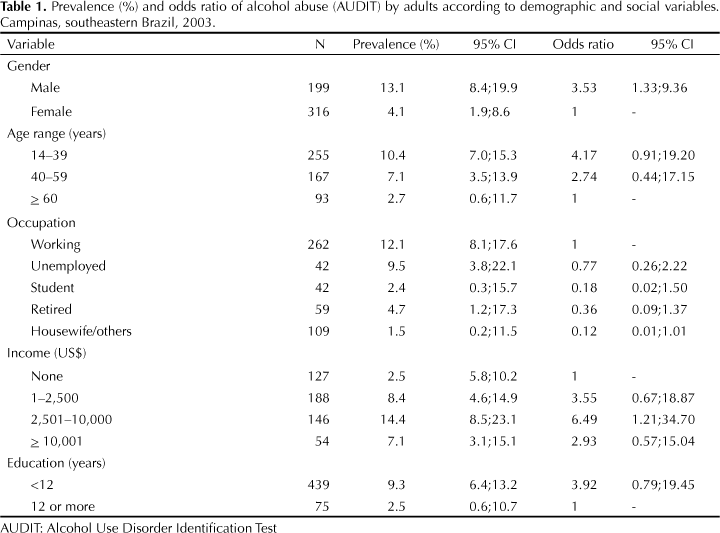 Table 1. Prevalence (%) and odds ratio of alcohol abuse (AUDIT) by adults according to demographic and social variables.
Campinas, southeastern Brazil, 2003.
Variable N Prevalence (%) 95% CI Odds ratio 95% CI
Gender
Male 199 13.1 8.4;19.9 3.53 1.33;9.36
Female 316 4.1 1.9;8.6 1 -
Age range (years)
14–39 255 10.4 7.0;15.3 4.17 0.91;19.20
40–59 167 7.1 3.5;13.9 2.74 0.44;17.15
≥ 60 93 2.7 0.6;11.7 1 -
Occupation
Working 262 12.1 8.1;17.6 1 -
Unemployed 42 9.5 3.8;22.1 0.77 0.26;2.22
Student 42 2.4 0.3;15.7 0.18 0.02;1.50
Retired 59 4.7 1.2;17.3 0.36 0.09;1.37
Housewife/others 109 1.5 0.2;11.5 0.12 0.01;1.01
Income (US$)
None 127 2.5 5.8;10.2 1 -
1–2,500 188 8.4 4.6;14.9 3.55 0.67;18.87
2,501–10,000 146 14.4 8.5;23.1 6.49 1.21;34.70
≥ 10,001 54 7.1 3.1;15.1 2.93 0.57;15.04
Education (years)
<12 439 9.3 6.4;13.2 3.92 0.79;19.45
12 or more 75 2.5 0.6;10.7 1 -
AUDIT: Alcohol Use Disorder Identification Test